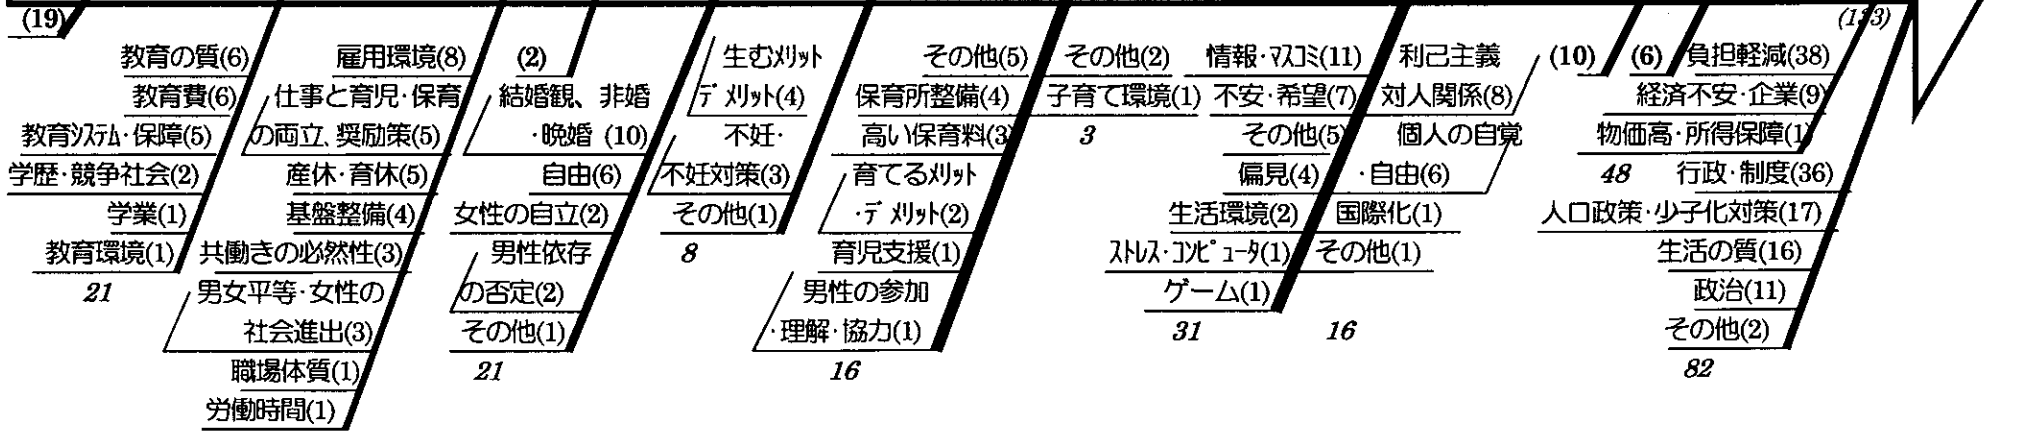 (19)
教育の質(6)
教育費(6)
教育システム・保障(5)
学歴・競争社会(2)
学業(1)
教育環境(1)
21
雇用環境(8)
仕事と育児・保育
の両立、奨励策(5)
産休・育休(5)
基盤整備(4)
共働きの必然性(3)
男女平等・女性の
社会進出(3)
職場体質(1)
労働時間(1)
(2)
結婚観、非婚
・晩婚 (10)
自由(6)
女性の自立(2)
男性依存
の否定(2)
その他(1)
21
生むメリット
デメリット(4)
不妊・
不妊対策(3)
その他(1)
8
その他(5)
保育所整備(4)
高い保育料(3)
育てるメリット
・デメリット(2)
育児支援(1)
男性の参加
・理解・協力(1)
16
その他(2)
子育て環境(1)
3
情報・マスコミ(11)
不安・希望(7)
その他(5)
偏見(4)
生活環境(2)
ストレス・コンピュータ(1)
ゲーム(1)
31
利己主義
対人関係(8)
個人の自覚
・自由(6)
国際化(1)
その他(1)
16
(10)
(6)
(133)
負担軽減(38)
経済不安・企業(9)
物価高・所得保障(1)
48
行政・制度(36)
人口政策・少子化対策(17)
生活の質(16)
政治(11)
その他(2)
82